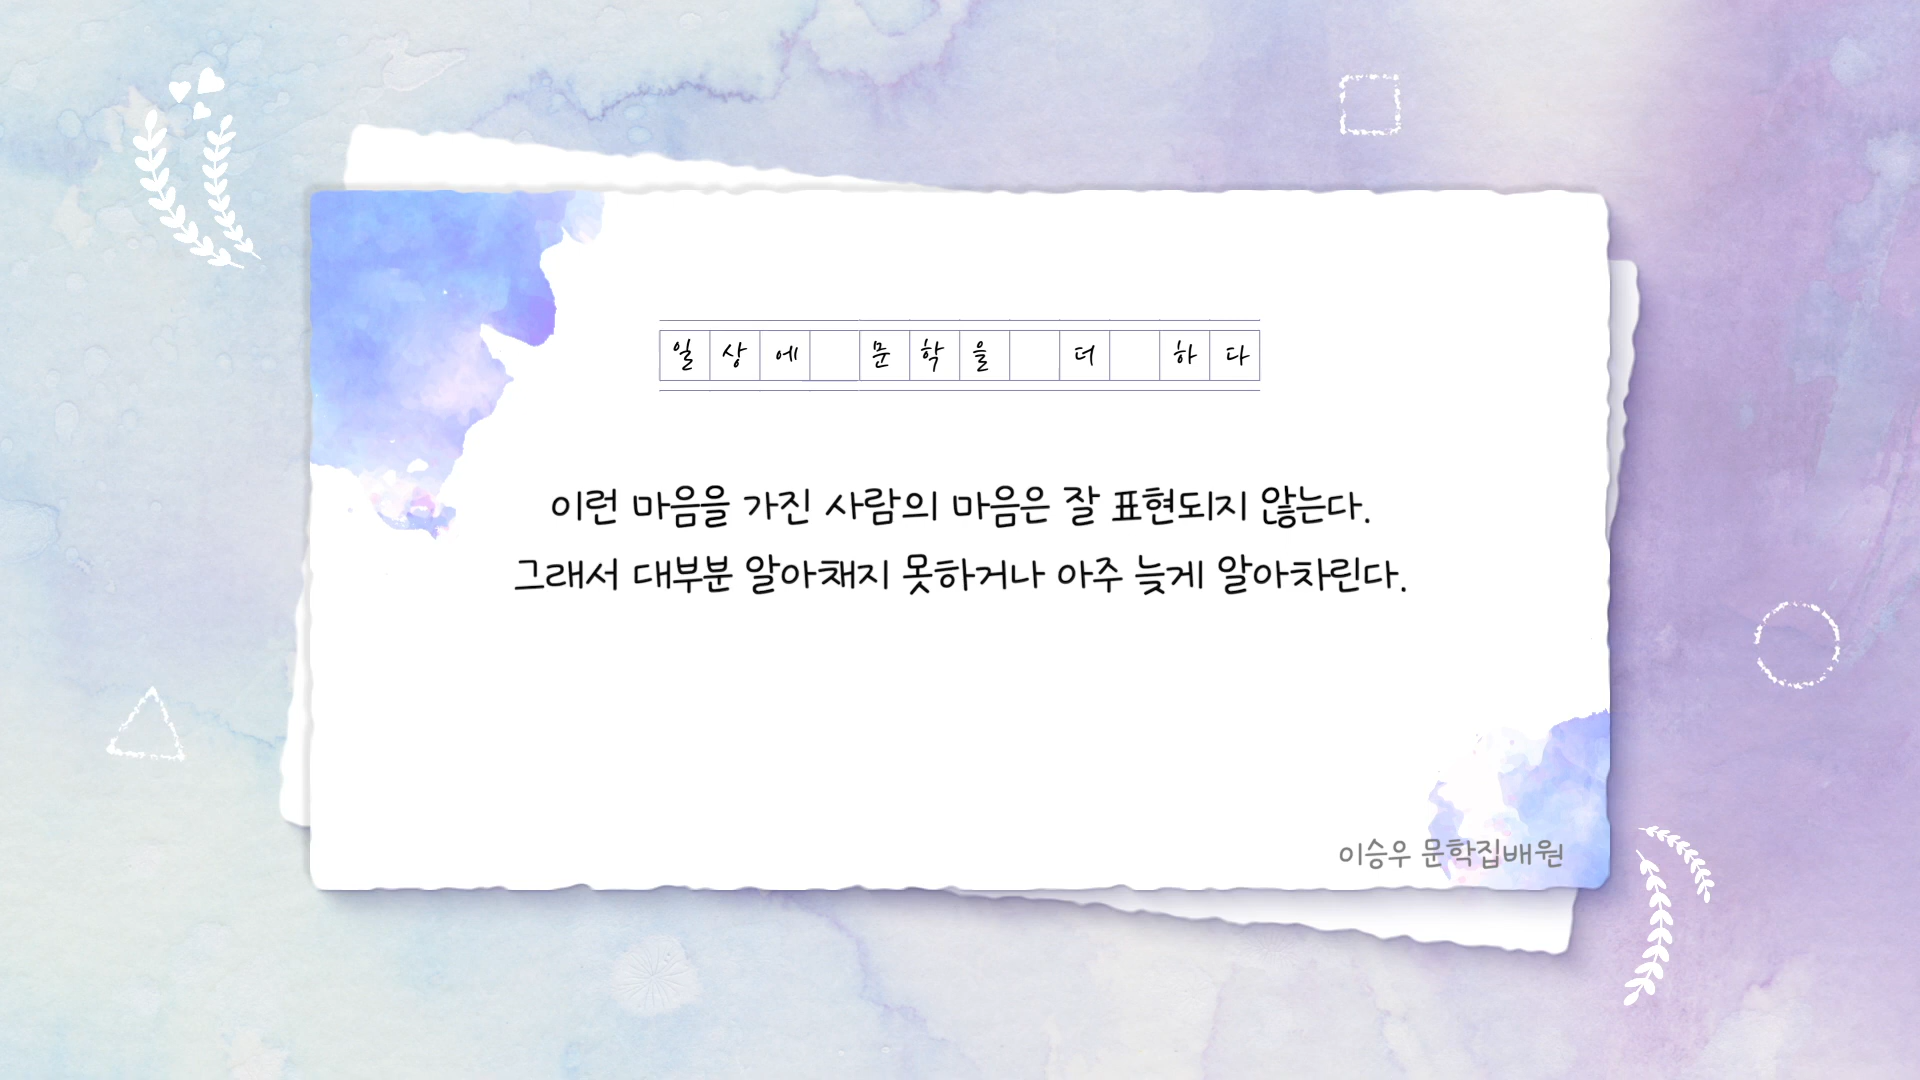 일상에 문학을 더 하다
이런 마음을 가진 사람의 마음은 잘 표현되지 않는다.
그래서 대부분 알아채지 못하거나 아주 늦게 알아차린다.
이승우 문학집배원